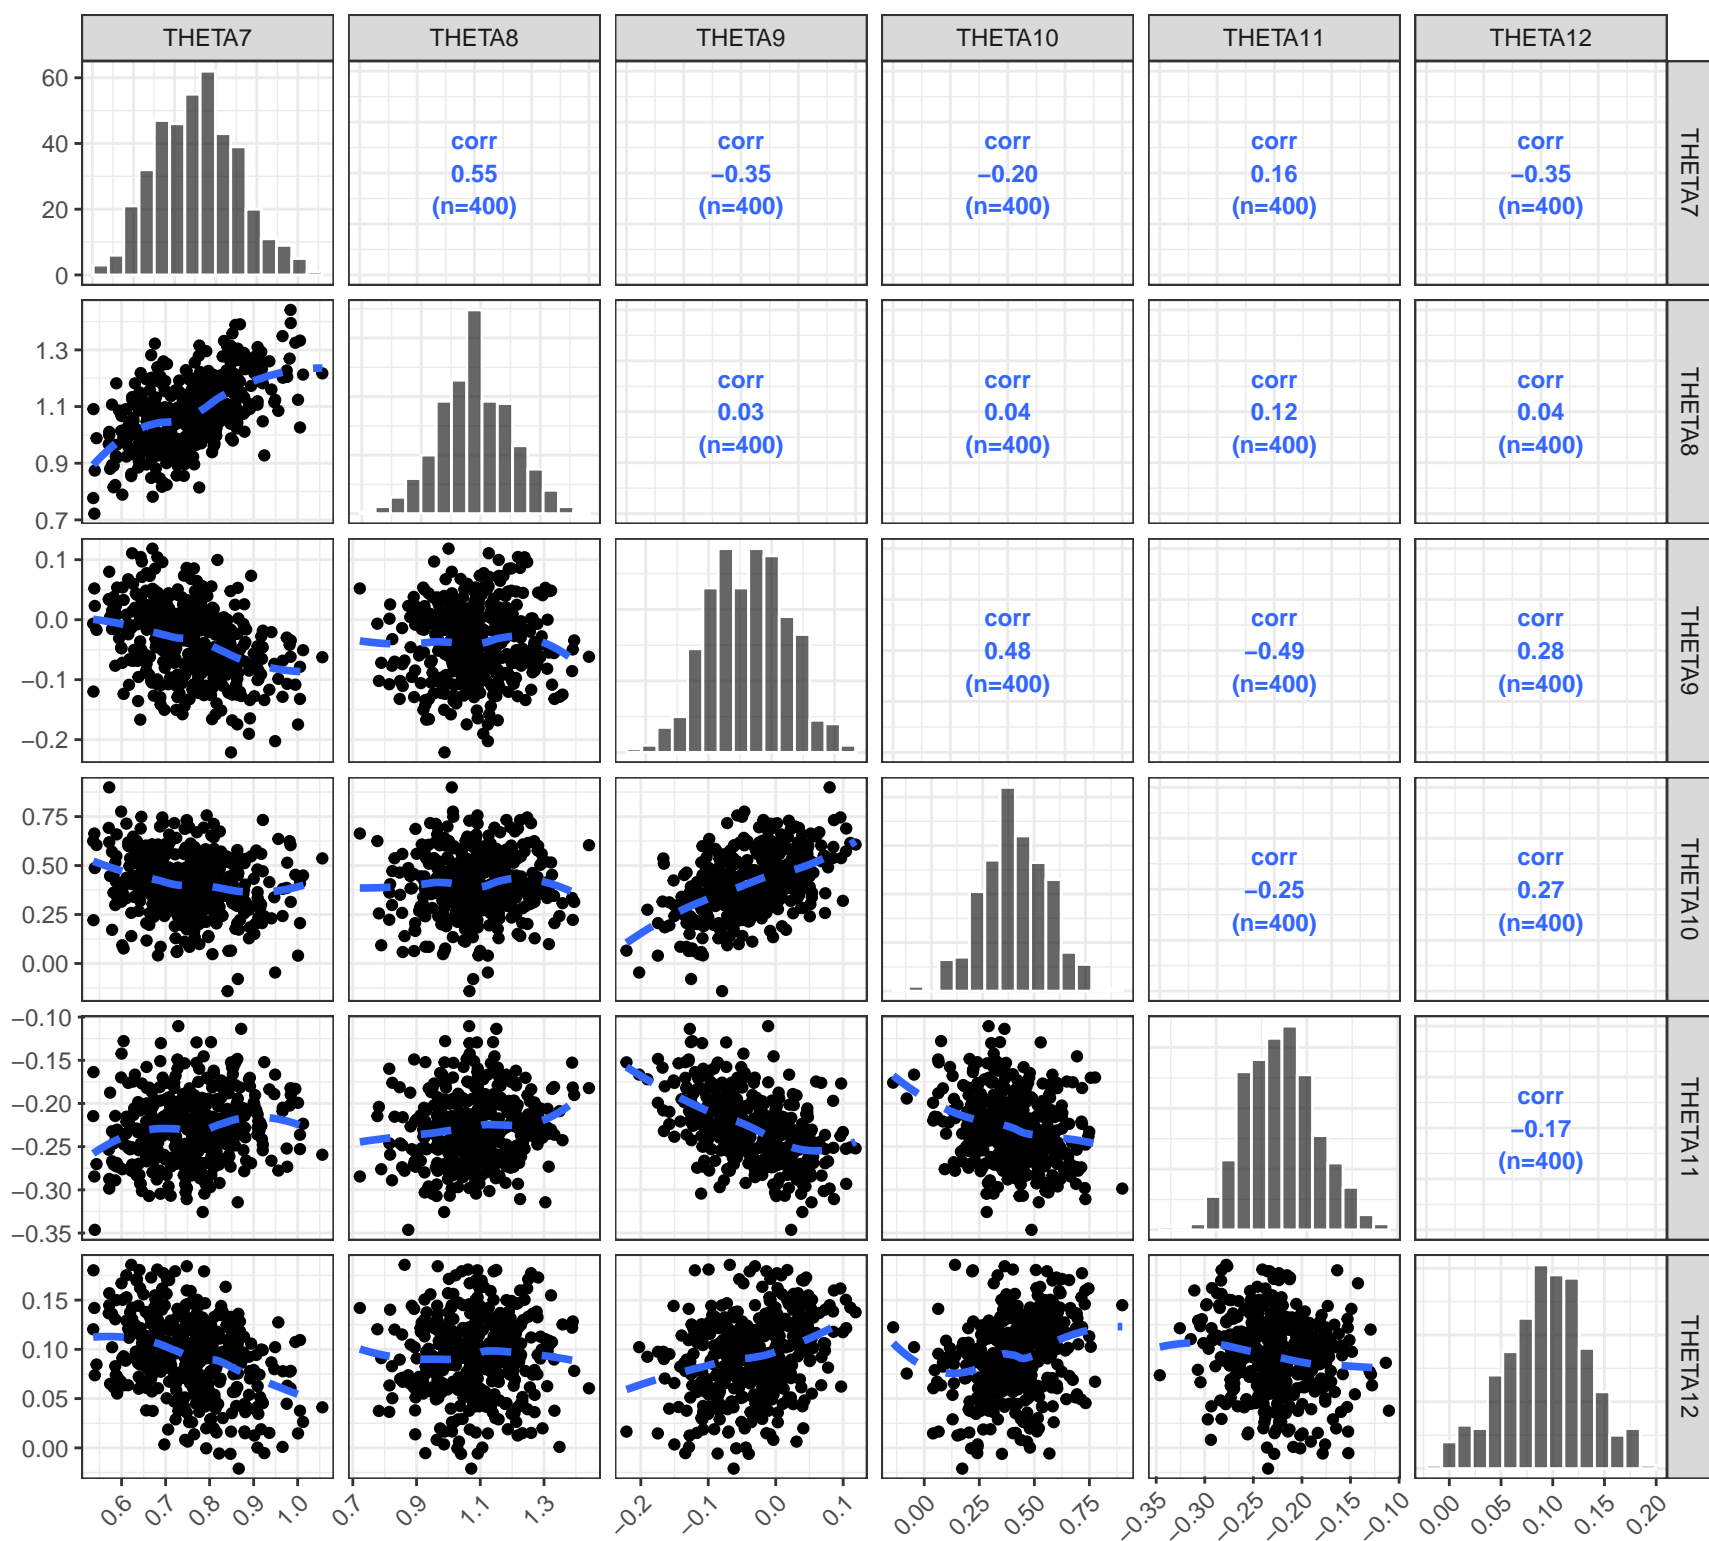 THETA7 THETA8 THETA9 THETA10 THETA11 THETA12
60
40
20
0
corr
0.55
(n=400)
corr
−0.35
(n=400)
corr
−0.20
(n=400)
corr
0.16
(n=400)
corr
−0.35
(n=400)
THETA7
1.3
1.1
0.9
0.7
corr
0.03
(n=400)
corr
0.04
(n=400)
corr
0.12
(n=400)
corr
0.04
(n=400)
THETA8
0.1
0.0
−0.1
−0.2
corr
0.48
(n=400)
corr
−0.49
(n=400)
corr
0.28
(n=400)
THETA9
0.75
0.50
0.25
0.00
corr
−0.25
(n=400)
corr
0.27
(n=400)
THETA10
−0.10
−0.15
−0.20
−0.25
−0.30
−0.35
corr
−0.17
(n=400)
THETA11
0.15
0.10
0.05
0.00
THETA12
0.6 0.7 0.8 0.9 1.0 0.7 0.9 1.1 1.3 −0.2 −0.1 0.0 0.1 0.00 0.25 0.50 0.75 −0.35 −0.30 −0.25 −0.20 −0.15 −0.10 0.00 0.05 0.10 0.15 0.20